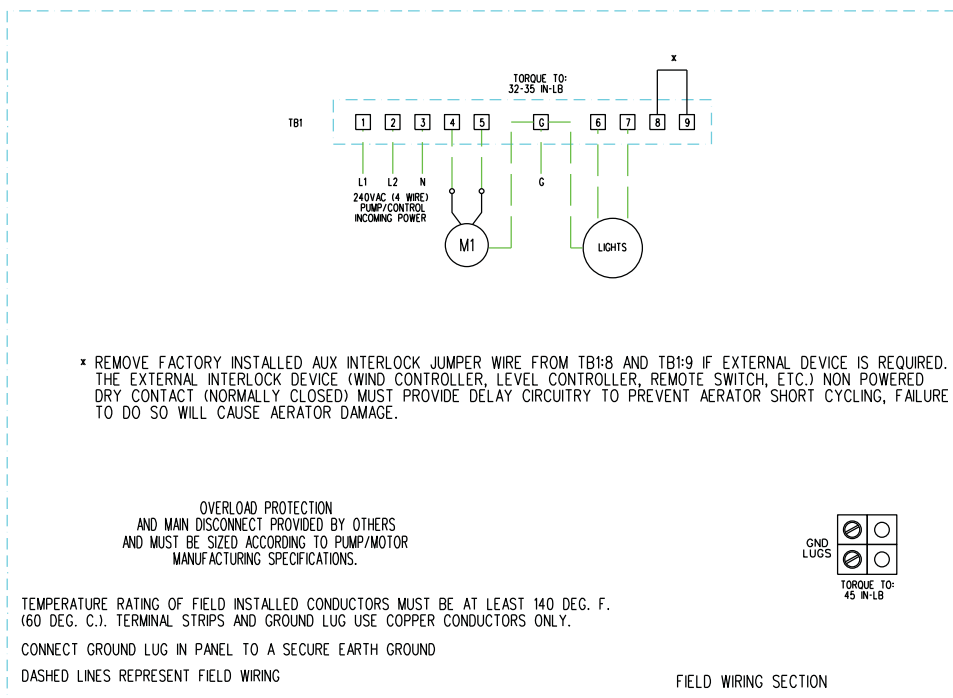 x
TORQUE TO:
32-35 IN-LB
TB1
1 2 3 4 5 G 6 7 8 9
L1 L2 N G
240VAC (4 WIRE)
PUMP/CONTROL
INCOMING POWER
M1
LIGHTS
x REMOVE FACTORY INSTALLED AUX INTERLOCK JUMPER WIRE FROM TB1:8 AND TB1:9 IF EXTERNAL DEVICE IS REQUIRED.
THE EXTERNAL INTERLOCK DEVICE (WIND CONTROLLER, LEVEL CONTROLLER, REMOTE SWITCH, ETC.) NON POWERED
DRY CONTACT (NORMALLY CLOSED) MUST PROVIDE DELAY CIRCUITRY TO PREVENT AERATOR SHORT CYCLING, FAILURE
TO DO SO WILL CAUSE AERATOR DAMAGE.
OVERLOAD PROTECTION
AND MAIN DISCONNECT PROVIDED BY OTHERS
AND MUST BE SIZED ACCORDING TO PUMP/MOTOR
MANUFACTURING SPECIFICATIONS.
GND
LUGS
TORQUE TO:
45 IN-LB
TEMPERATURE RATING OF FIELD INSTALLED CONDUCTORS MUST BE AT LEAST 140 DEG. F.
(60 DEG. C.). TERMINAL STRIPS AND GROUND LUG USE COPPER CONDUCTORS ONLY.
CONNECT GROUND LUG IN PANEL TO A SECURE EARTH GROUND
DASHED LINES REPRESENT FIELD WIRING
FIELD WIRING SECTION